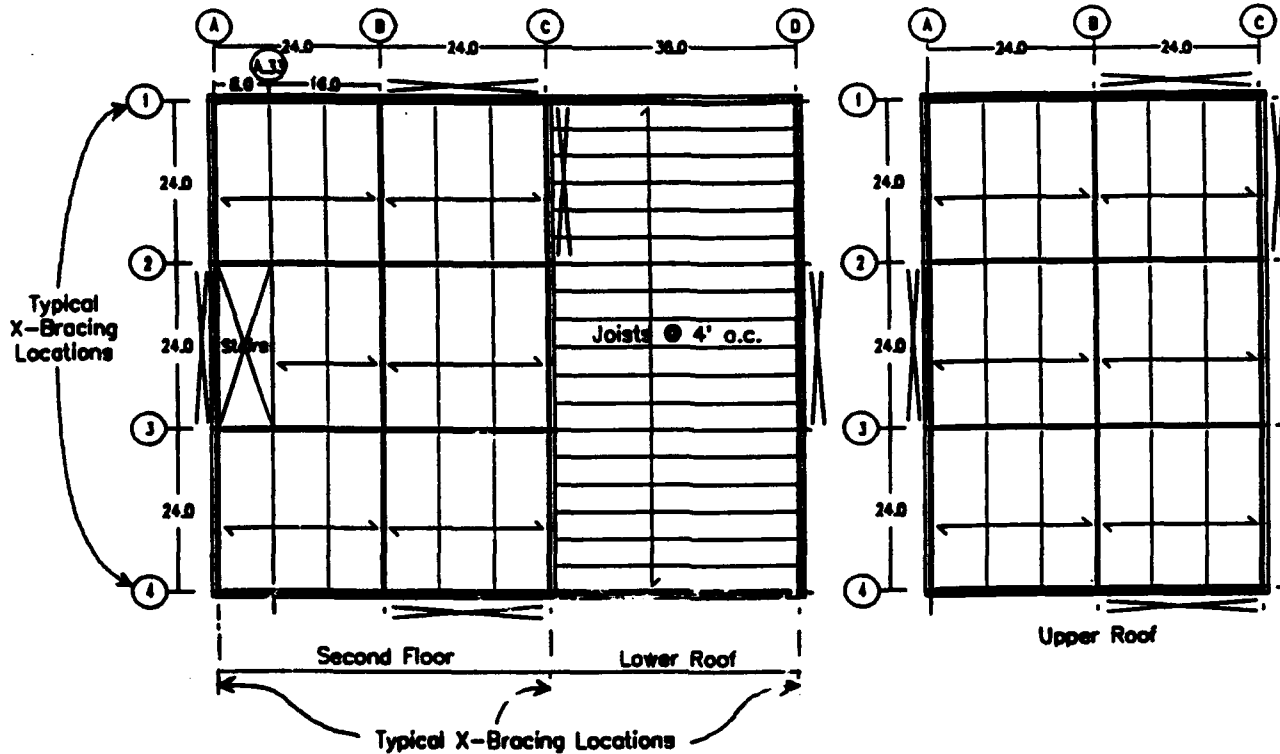 A B C D
24.0 24.0 36.0
A.33
8.0 16.0
1
24.0
2
Typical
X-Bracing
Locations
24.0
Stairs
Joists @ 4' o.c.
3
24.0
4
Second Floor Lower Roof
Typical X-Bracing Locations
A B C
24.0 24.0
1
24.0
2
24.0
3
24.0
4
Upper Roof